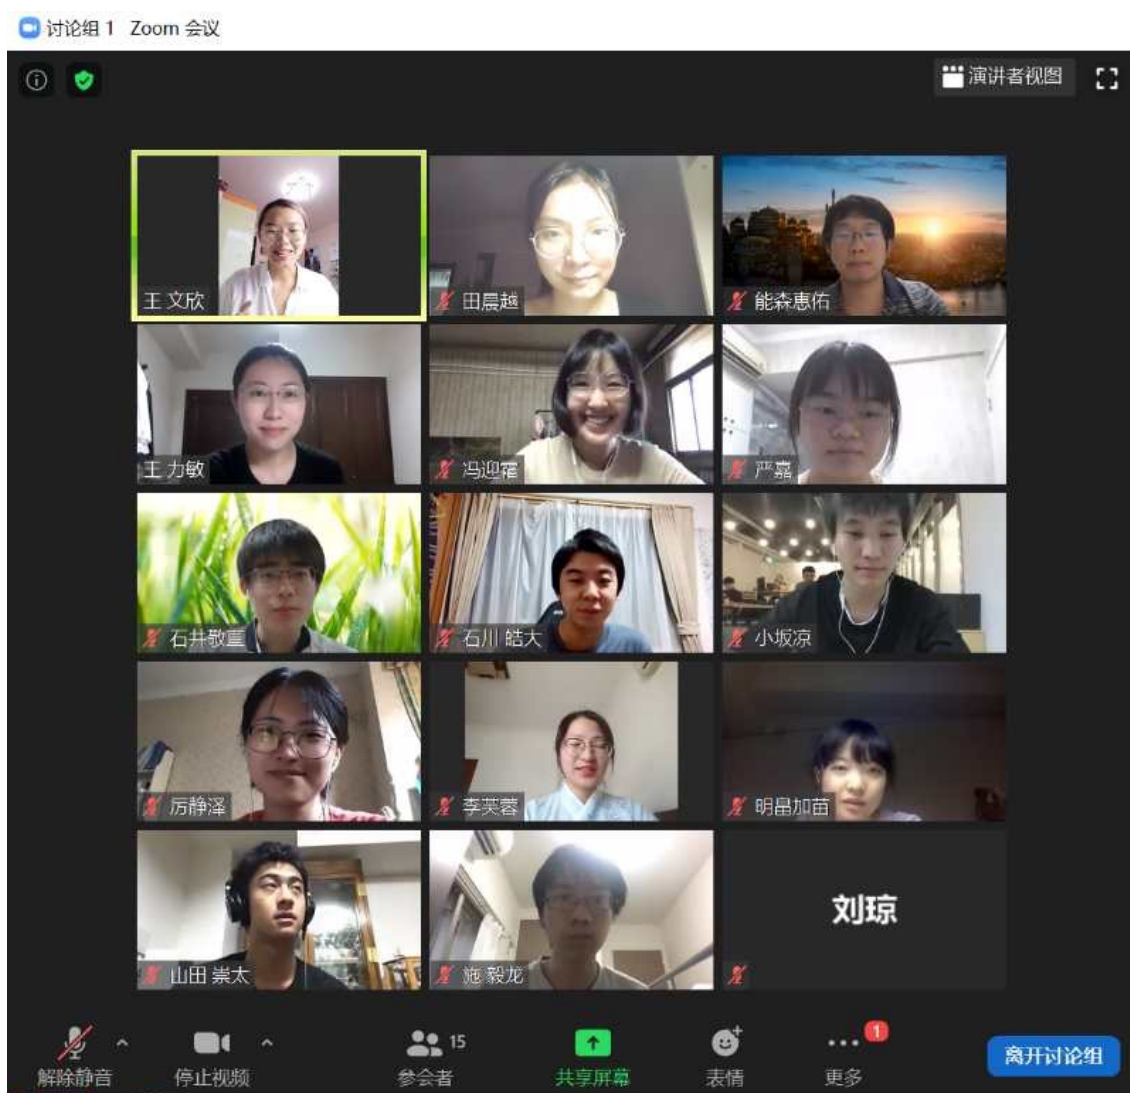 讨论组 1 Zoom 会议
演讲者视图
王 文欣
田晨越
能森惠佑
王 力敏
冯迎禧
严嘉
石井敬直
石川 皓大
小坂凉
厉静泽
李芙蓉
明畠加苗
山田 崇太
施 毅龙
刘琼
15
1
解除静音
停止视频
参会者
共享屏幕
表情
更多
离开讨论组